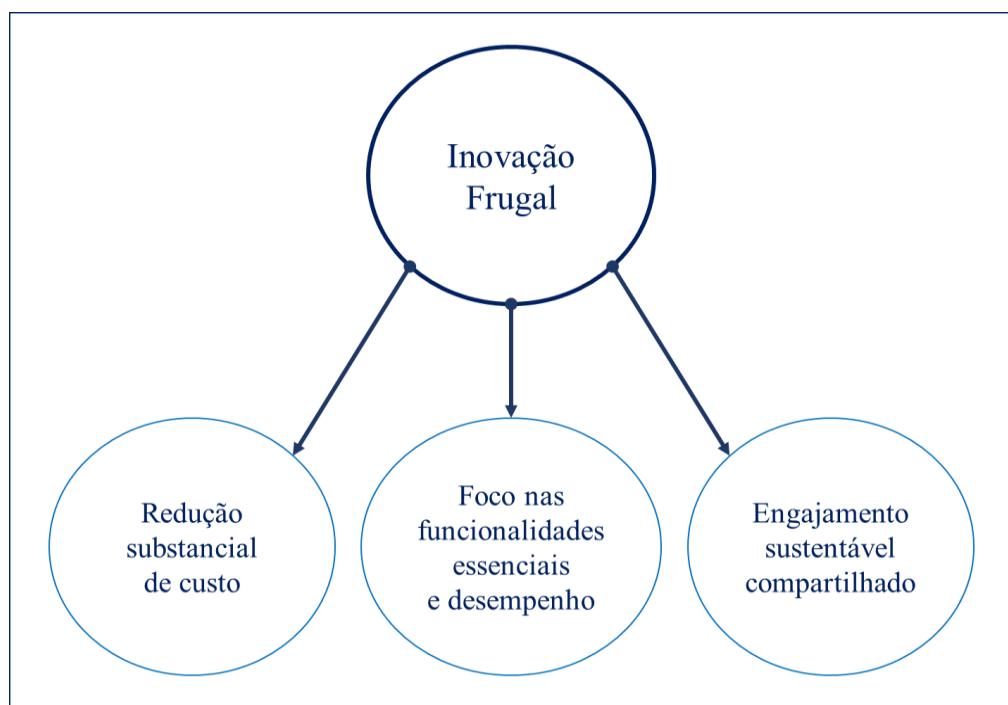 Inovação
Frugal
Redução
substancial
de custo
Foco nas
funcionalidades
essenciais
e desempenho
Engajamento
sustentável
compartilhado